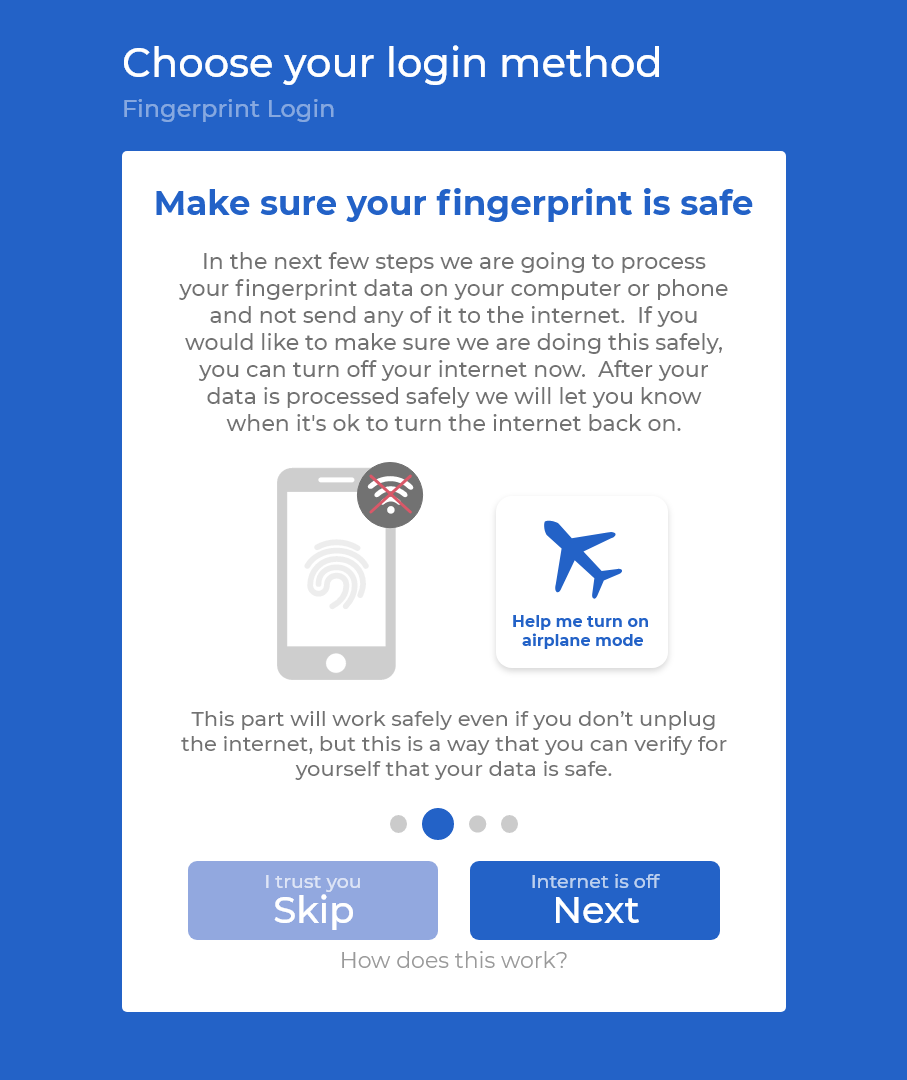 Choose your login method
Fingerprint Login
Make sure your fingerprint is safe
In the next few steps we are going to process
your fingerprint data on your computer or phone
and not send any of it to the internet.  If you
would like to make sure we are doing this safely,
you can turn off your internet now.  After your
data is processed safely we will let you know
when it's ok to turn the internet back on.
Help me turn on
airplane mode
This part will work safely even if you don’t unplug
the internet, but this is a way that you can verify for
yourself that your data is safe.
I trust you
Skip
Internet is off
Next
How does this work?